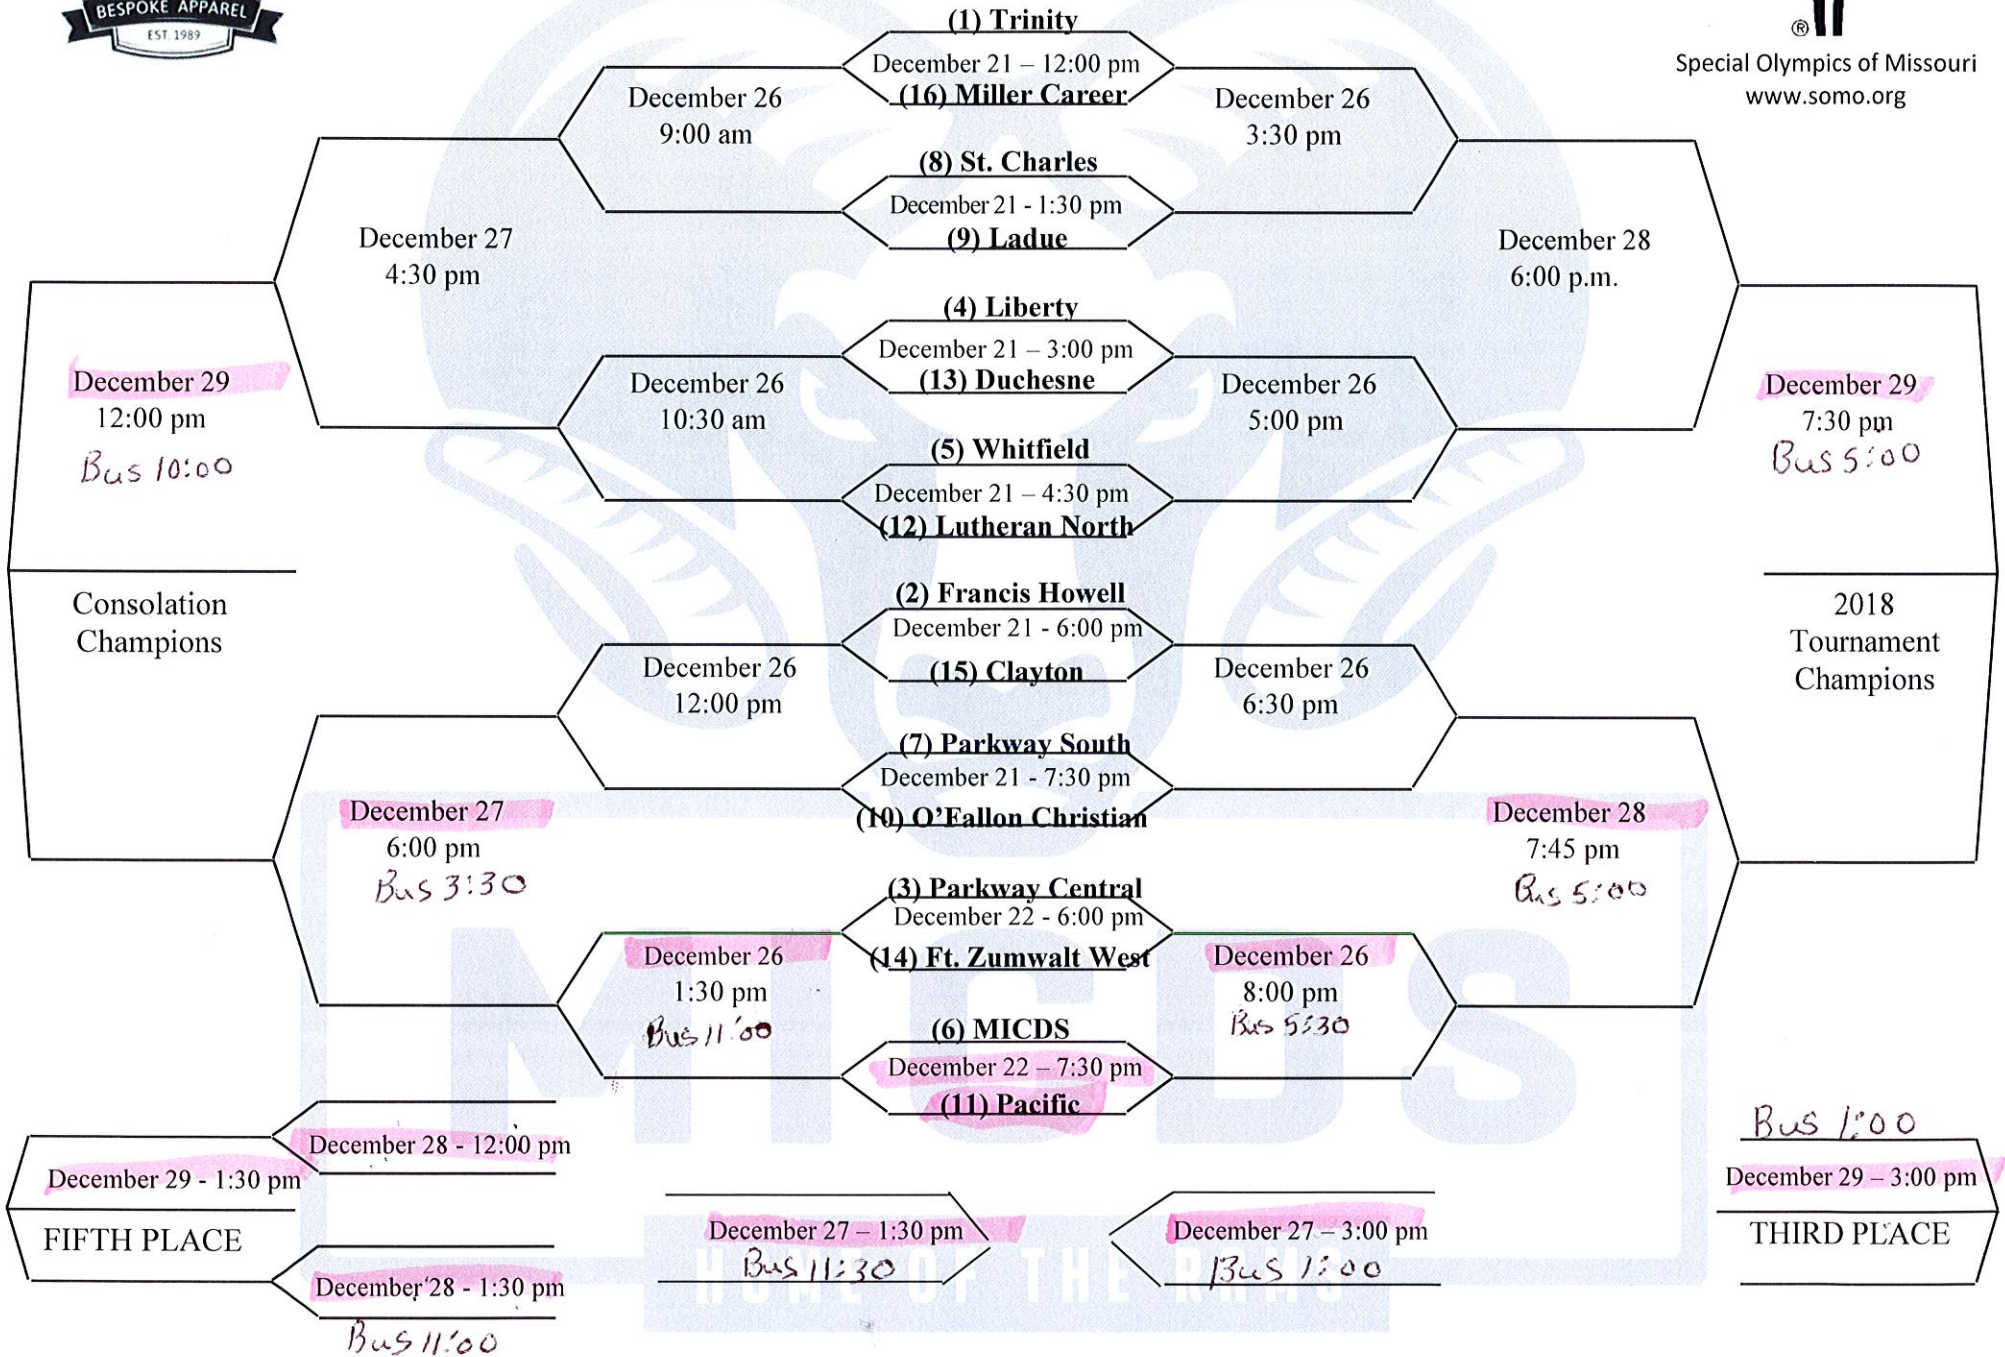 BESPOKE APPAREL
EST. 1989
®
Special Olympics of Missouri
www.somo.org
(1) Trinity
December 21 – 12:00 pm
(16) Miller Career
December 26
9:00 am
December 26
3:30 pm
(8) St. Charles
December 21 - 1:30 pm
(9) Ladue
December 27
4:30 pm
December 28
6:00 p.m.
(4) Liberty
December 21 – 3:00 pm
(13) Duchesne
December 29
12:00 pm
Bus 10:00
December 26
10:30 am
December 26
5:00 pm
December 29
7:30 pm
Bus 5:00
(5) Whitfield
December 21 – 4:30 pm
(12) Lutheran North
Consolation
Champions
(2) Francis Howell
December 21 - 6:00 pm
(15) Clayton
2018
Tournament
Champions
December 26
12:00 pm
December 26
6:30 pm
(7) Parkway South
December 21 - 7:30 pm
(10) O'Fallon Christian
December 27
6:00 pm
Bus 3:30
December 28
7:45 pm
Bus 5:00
(3) Parkway Central
December 22 - 6:00 pm
(14) Ft. Zumwalt West
December 26
1:30 pm
Bus 11:00
December 26
8:00 pm
Bus 5:30
(6) MICDS
December 22 – 7:30 pm
(11) Pacific
MICDS
HOME OF THE RAMS
December 28 - 12:00 pm
December 29 - 1:30 pm
FIFTH PLACE
December 28 - 1:30 pm
Bus 11:00
December 27 – 1:30 pm
Bus 11:30
December 27 – 3:00 pm
Bus 1:00
Bus 1:00
December 29 – 3:00 pm
THIRD PLACE